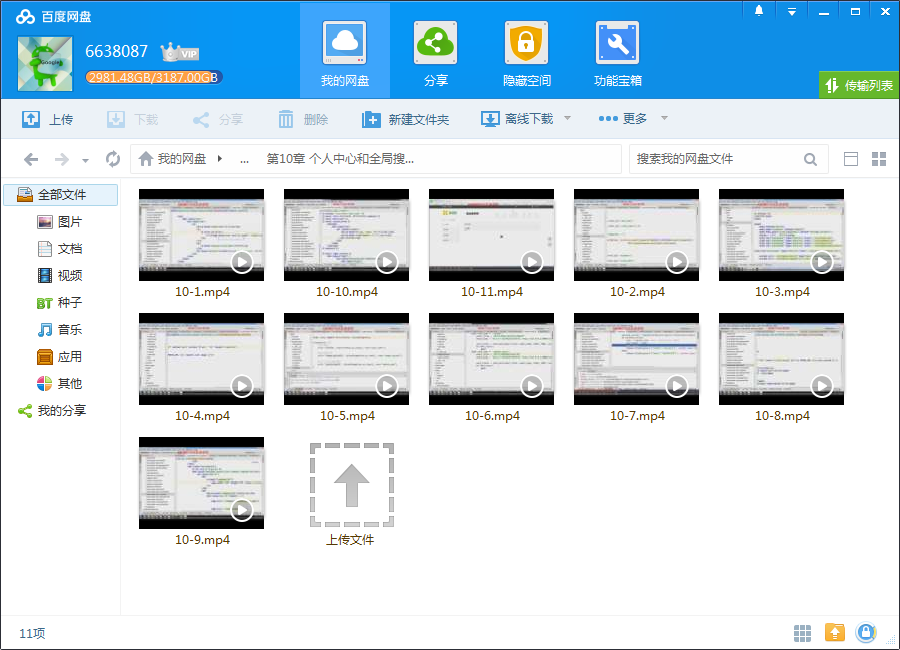 百度网盘
6638087 VIP
2981.48GB/3187.00GB
我的网盘
分享
隐藏空间
功能宝箱
传输列表
上传
下载
分享
删除
新建文件夹
离线下载
更多
我的网盘
...
第10章 个人中心和全局搜...
搜索我的网盘文件
全部文件
图片
文档
视频
BT 种子
音乐
应用
其他
我的分享
10-1.mp4
10-10.mp4
10-11.mp4
10-2.mp4
10-3.mp4
10-4.mp4
10-5.mp4
10-6.mp4
10-7.mp4
10-8.mp4
10-9.mp4
上传文件
11项